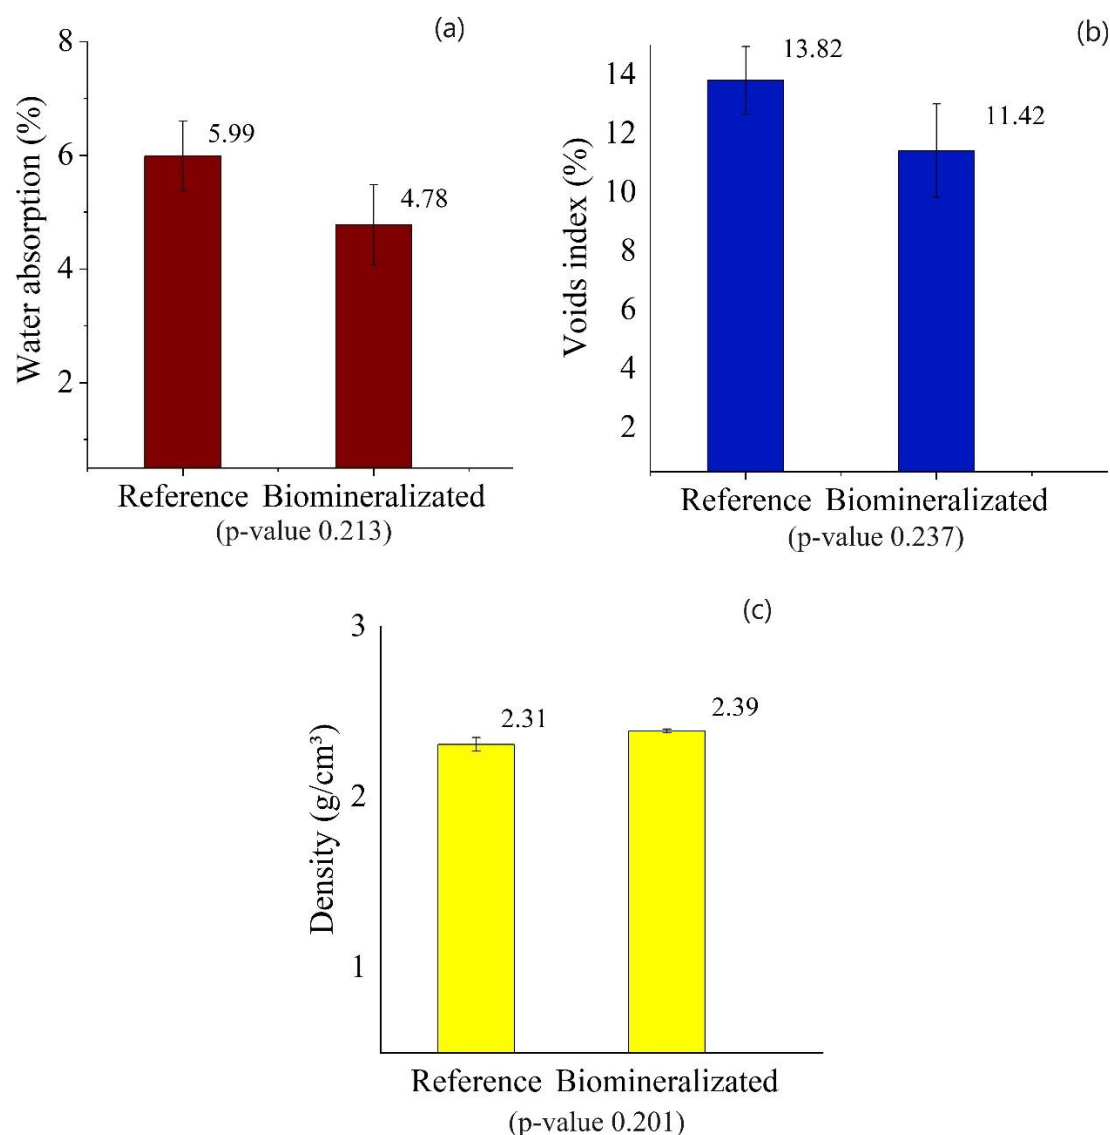 (a)
8
6
4
2
Water absorption (%)
5.99
4.78
Reference Biomineralizated
(p-value 0.213)
(b)
14
12
10
8
6
4
2
Voids index (%)
13.82
11.42
Reference Biomineralizated
(p-value 0.237)
(c)
3
2
1
Density (g/cm³)
2.31
2.39
Reference Biomineralizated
(p-value 0.201)